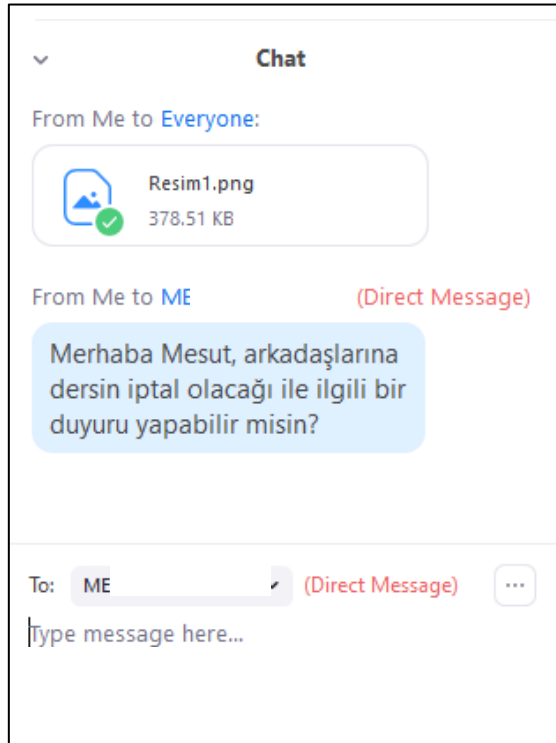 Chat
From Me to Everyone:
Resim1.png
378.51 KB
From Me to ME (Direct Message)
Merhaba Mesut, arkadaşlarına
dersin iptal olacağı ile ilgili bir
duyuru yapabilir misin?
To: ME (Direct Message)
Type message here...